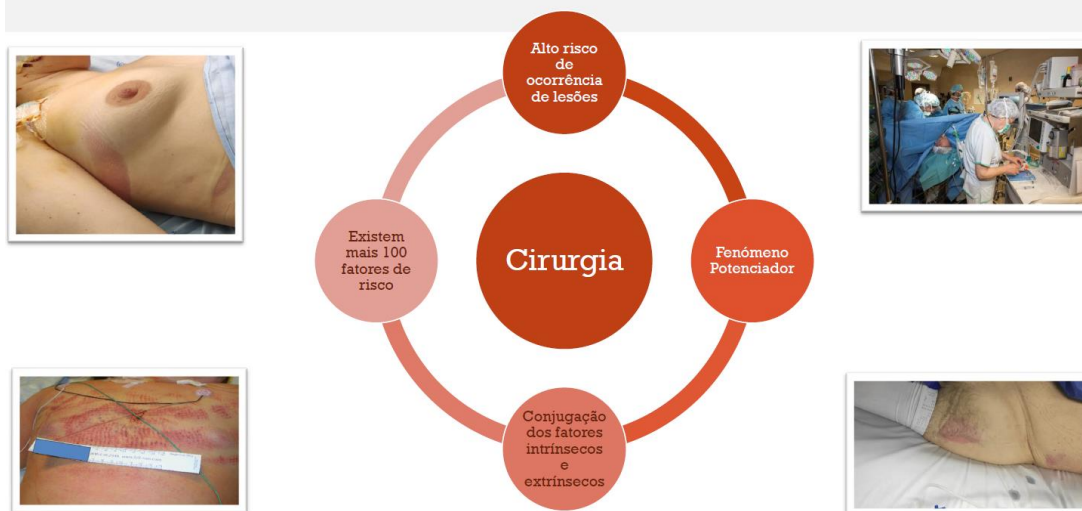 Alto risco
de
ocorrência
de lesões
Existem
mais 100
fatores de
risco
Cirurgia
Fenómeno
Potenciador
Conjugação
dos fatores
intrínsecos
e
extrínsecos